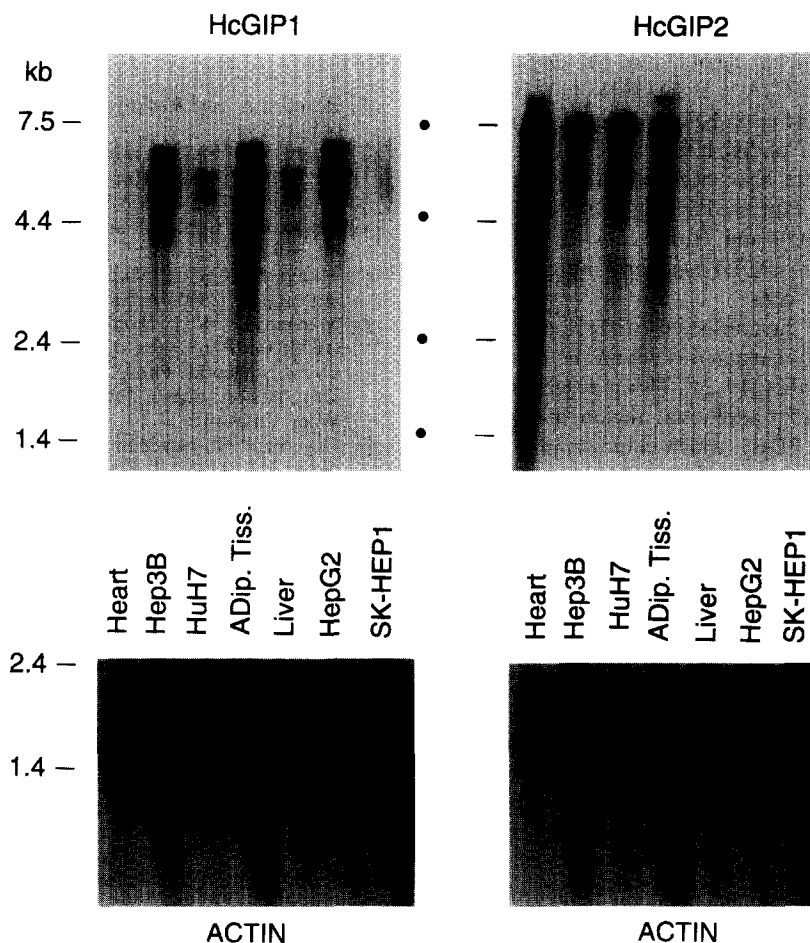 HcGIP1
HcGIP2
kb
7.5
4.4
2.4
1.4
Heart
Hep3B
HuH7
ADip. Tiss.
Liver
HepG2
SK-HEP1
Heart
Hep3B
HuH7
ADip. Tiss.
Liver
HepG2
SK-HEP1
2.4
1.4
ACTIN
ACTIN